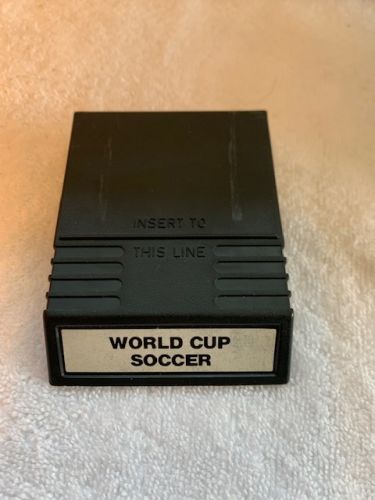 INSERT TO
THIS LINE
WORLD CUP
SOCCER